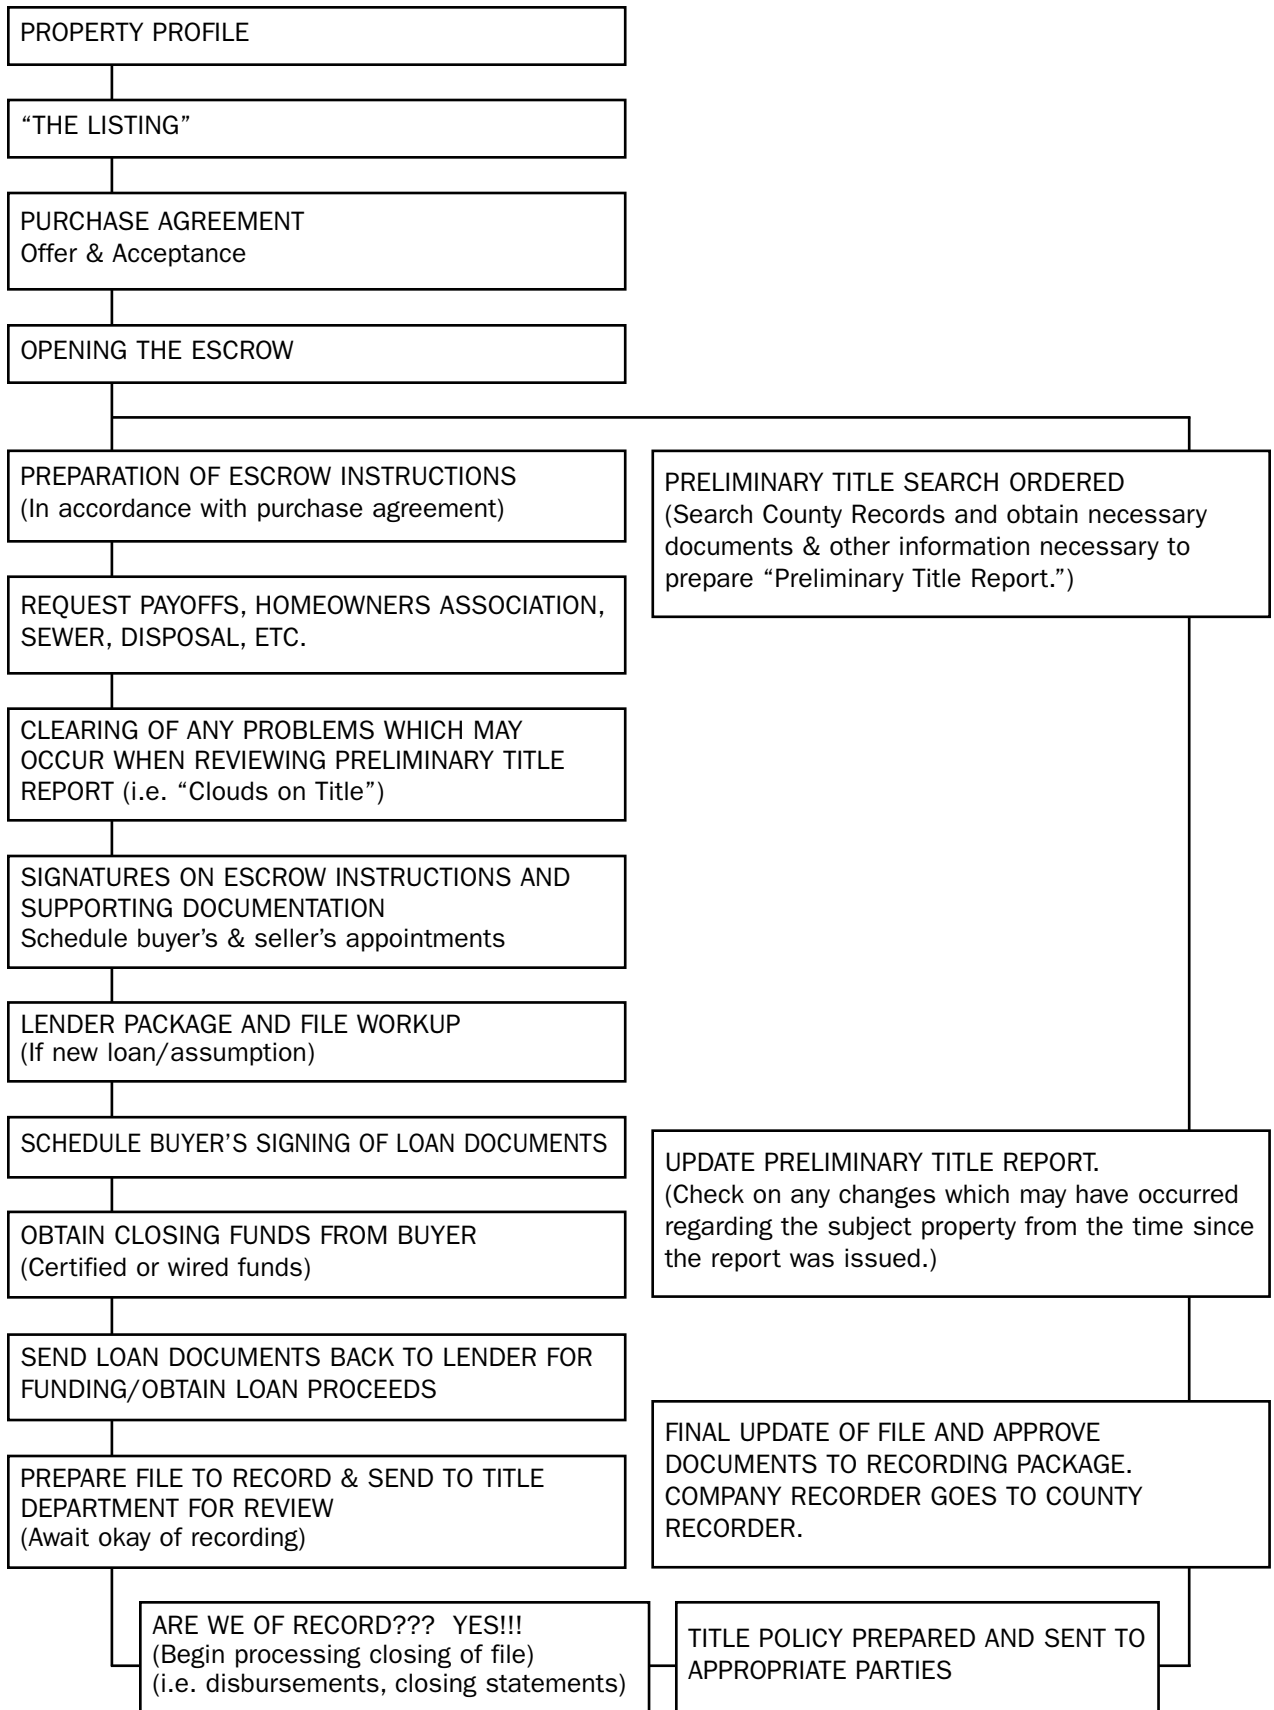 PROPERTY PROFILE
“THE LISTING”
PURCHASE AGREEMENT
Offer & Acceptance
OPENING THE ESCROW
PREPARATION OF ESCROW INSTRUCTIONS
(In accordance with purchase agreement)
REQUEST PAYOFFS, HOMEOWNERS ASSOCIATION,
SEWER, DISPOSAL, ETC.
CLEARING OF ANY PROBLEMS WHICH MAY
OCCUR WHEN REVIEWING PRELIMINARY TITLE
REPORT (i.e. “Clouds on Title”)
SIGNATURES ON ESCROW INSTRUCTIONS AND
SUPPORTING DOCUMENTATION
Schedule buyer’s & seller’s appointments
LENDER PACKAGE AND FILE WORKUP
(If new loan/assumption)
SCHEDULE BUYER’S SIGNING OF LOAN DOCUMENTS
OBTAIN CLOSING FUNDS FROM BUYER
(Certified or wired funds)
SEND LOAN DOCUMENTS BACK TO LENDER FOR
FUNDING/OBTAIN LOAN PROCEEDS
PREPARE FILE TO RECORD & SEND TO TITLE
DEPARTMENT FOR REVIEW
(Await okay of recording)
PRELIMINARY TITLE SEARCH ORDERED
(Search County Records and obtain necessary
documents & other information necessary to
prepare “Preliminary Title Report.”)
UPDATE PRELIMINARY TITLE REPORT.
(Check on any changes which may have occurred
regarding the subject property from the time since
the report was issued.)
FINAL UPDATE OF FILE AND APPROVE
DOCUMENTS TO RECORDING PACKAGE.
COMPANY RECORDER GOES TO COUNTY
RECORDER.
ARE WE OF RECORD??? YES!!!
(Begin processing closing of file)
(i.e. disbursements, closing statements)
TITLE POLICY PREPARED AND SENT TO
APPROPRIATE PARTIES